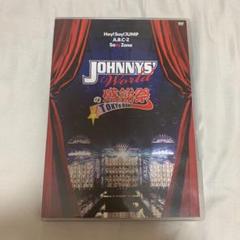 Hey! Say! JUMP
A.B.C-Z
Sexy Zone
JOHNNYS'
World
の感謝祭
in TOKYO DOME